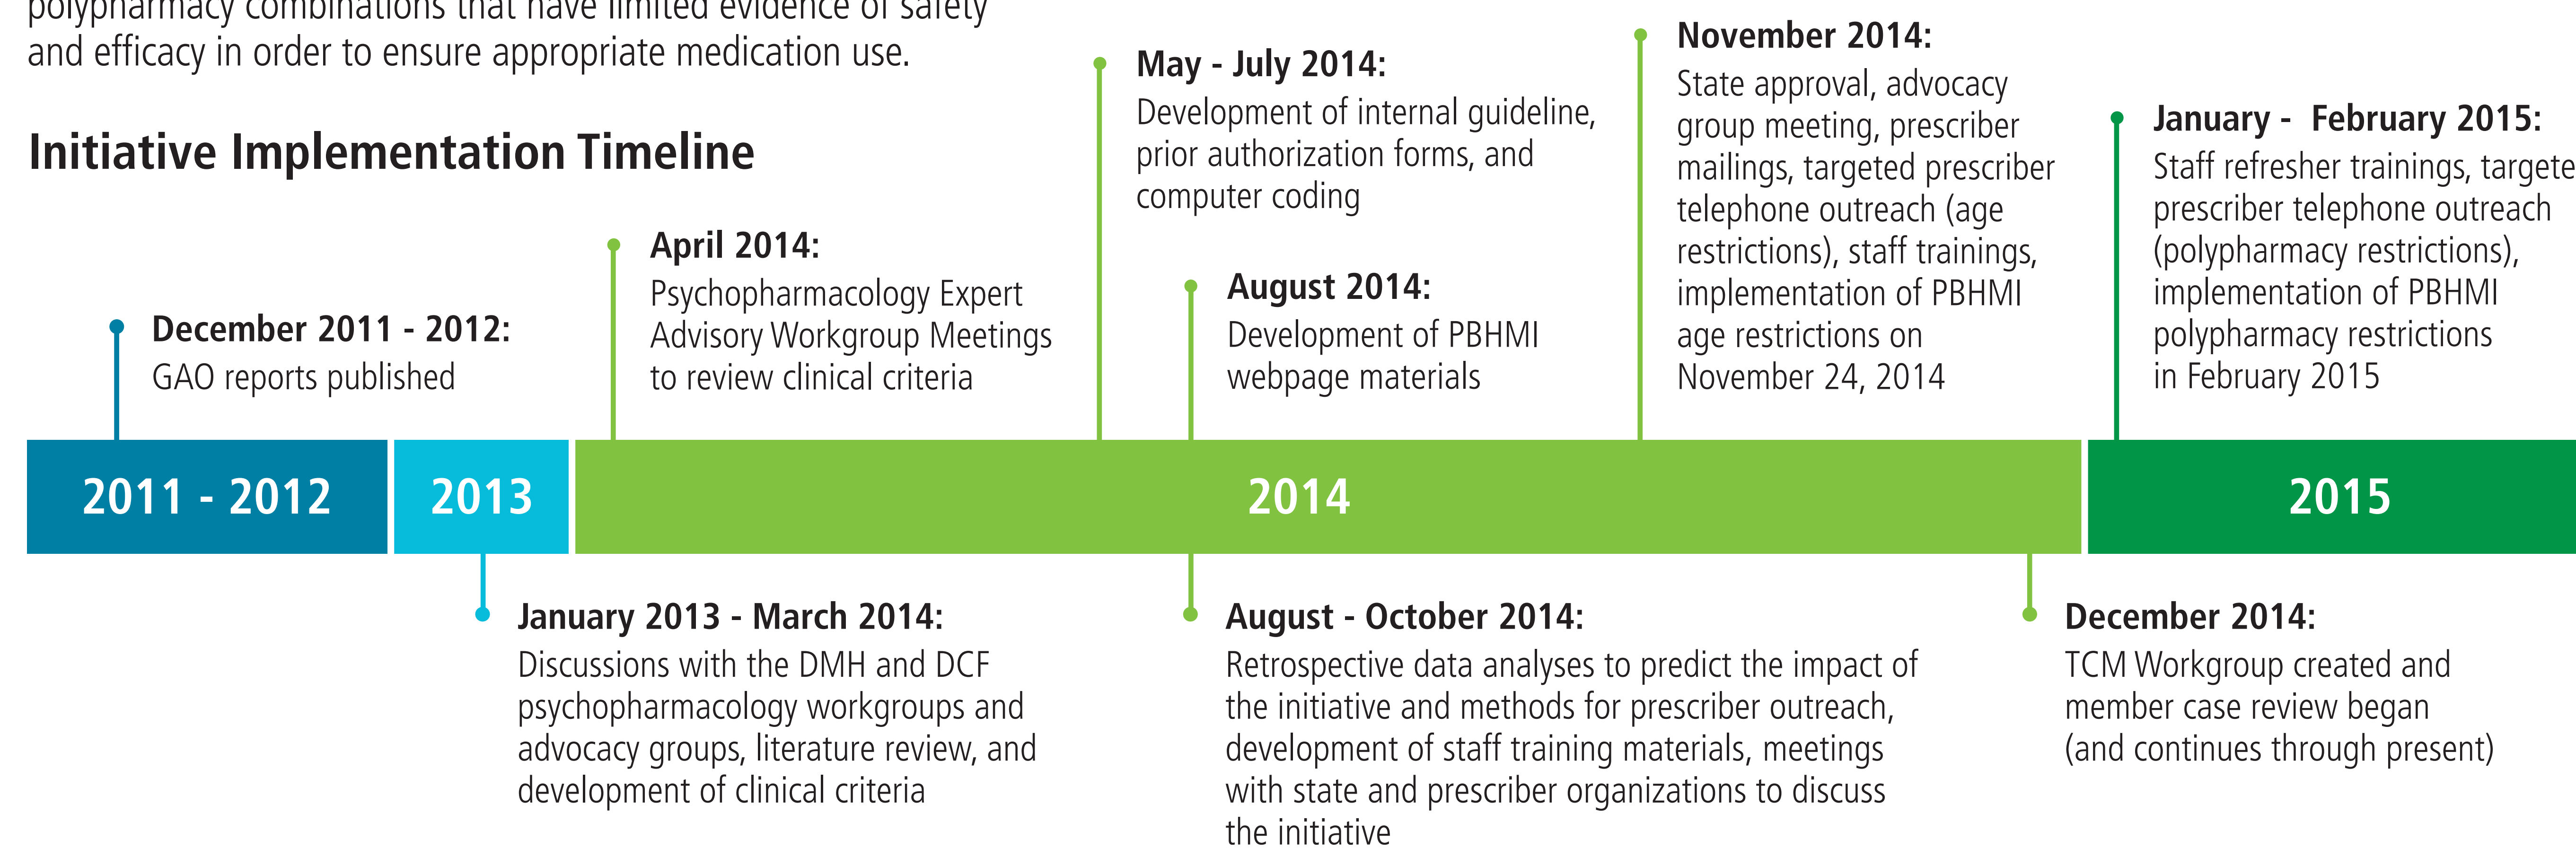 polypharmacy combinations that have limited evidence of safety
and efficacy in order to ensure appropriate medication use.
Initiative Implementation Timeline
December 2011 - 2012:
GAO reports published
April 2014:
Psychopharmacology Expert
Advisory Workgroup Meetings
to review clinical criteria
May - July 2014:
Development of internal guideline,
prior authorization forms, and
computer coding
August 2014:
Development of PBHMI
webpage materials
November 2014:
State approval, advocacy
group meeting, prescriber
mailings, targeted prescriber
telephone outreach (age
restrictions), staff trainings,
implementation of PBHMI
age restrictions on
November 24, 2014
January - February 2015:
Staff refresher trainings, targete
prescriber telephone outreach
(polypharmacy restrictions),
implementation of PBHMI
polypharmacy restrictions
in February 2015
2011 - 2012
2013
2014
2015
January 2013 - March 2014:
Discussions with the DMH and DCF
psychopharmacology workgroups and
advocacy groups, literature review, and
development of clinical criteria
August - October 2014:
Retrospective data analyses to predict the impact of
the initiative and methods for prescriber outreach,
development of staff training materials, meetings
with state and prescriber organizations to discuss
the initiative
December 2014:
TCM Workgroup created and
member case review began
(and continues through present)